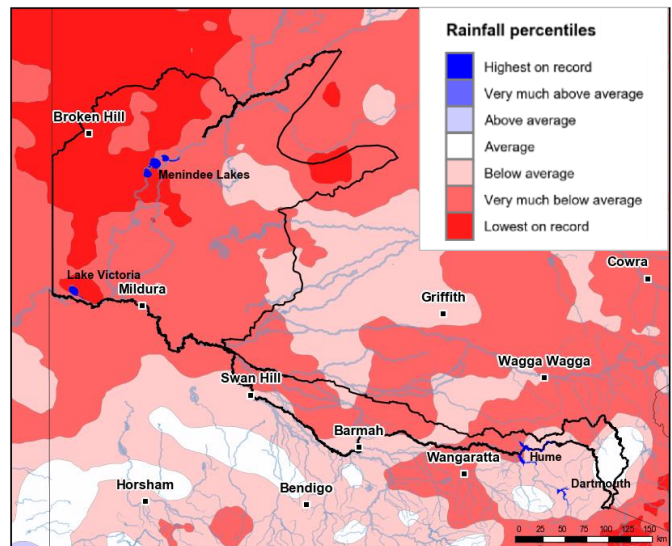 Rainfall percentiles
Highest on record
Very much above average
Above average
Average
Below average
Very much below average
Lowest on record
Broken Hill
Menindee Lakes
Lake Victoria
Mildura
Cowra
Griffith
Wagga Wagga
Swan Hill
Barmah
Wangaratta
Hume
Dartmouth
Horsham
Bendigo
0 25 50 75 100 125 150
km